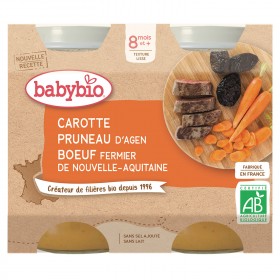 NOUVELLE
RECETTE
8 mois
et +
TEXTURE
LISSE
babybio
CAROTTE
PRUNEAU D'AGEN
BOEUF FERMIER
DE NOUVELLE-AQUITAINE
Créateur de filières bio depuis 1996
FABRIQUÉ
EN FRANCE
AB
AGRICULTURE
BIOLOGIQUE
SANS SEL AJOUTÉ
SANS LAIT